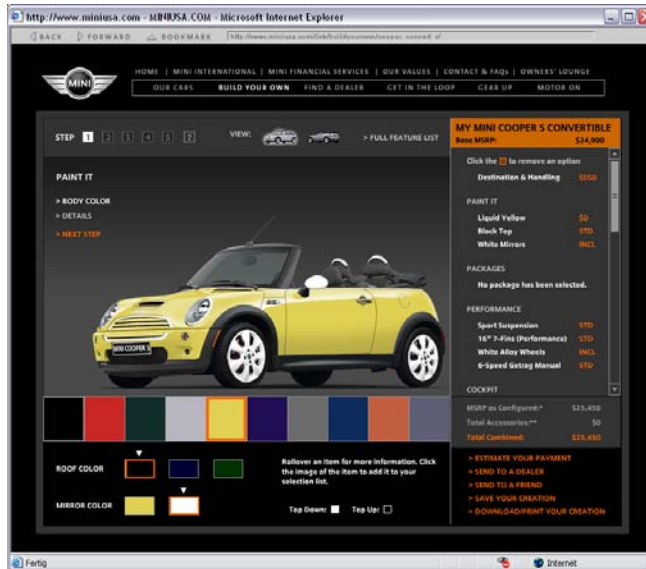 http://www.miniusa.com - MINIUSA.COM - Microsoft Internet Explorer
BACK FORWARD BOOKMARK
HOME | MINI INTERNATIONAL | MINI FINANCIAL SERVICES | OUR VALUES | CONTACT & FAQs | OWNERS' LOUNGE
MINI
OUR CARS BUILD YOUR OWN FIND A DEALER GET IN THE LOOP GEAR UP MOTOR ON
STEP 1 2 3 4 5 VIEW: > FULL FEATURE LIST
PAINT IT
> BODY COLOR
> DETAILS
> NEXT STEP
MINI COOPER S
ROOF COLOR
MIRROR COLOR
Rollover an item for more information. Click
the image of the item to add it to your
selection list.
Top Down: Top Up:
MY MINI COOPER S CONVERTIBLE
Base MSRP: $24,900
Click the to remove an option
Destination & Handling $550
PAINT IT
Liquid Yellow $0
Black Top STD
White Mirrors INCL
PACKAGES
No package has been selected.
PERFORMANCE
Sport Suspension STD
16" 7-Fins (Performance) STD
White Alloy Wheels INCL
6-Speed Getrag Manual STD
COCKPIT
MSRP as Configured:* $25,450
Total Accessories:** $0
Total Combined: $25,450
> ESTIMATE YOUR PAYMENT
> SEND TO A DEALER
> SEND TO A FRIEND
> SAVE YOUR CREATION
> DOWNLOAD/PRINT YOUR CREATION
Fertig Internet